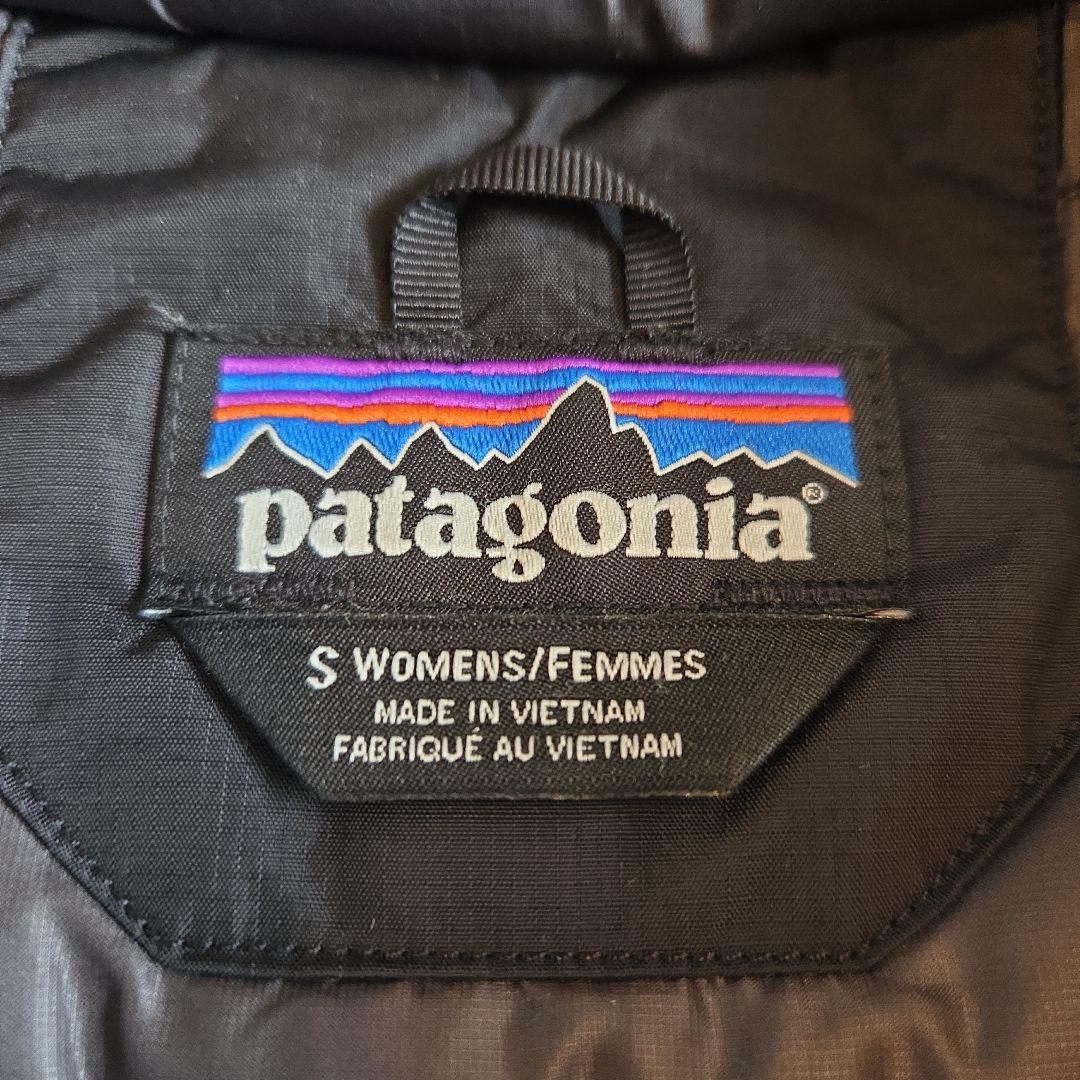 patagonia®
S WOMENS/FEMMES
MADE IN VIETNAM
FABRIQUÉ AU VIETNAM